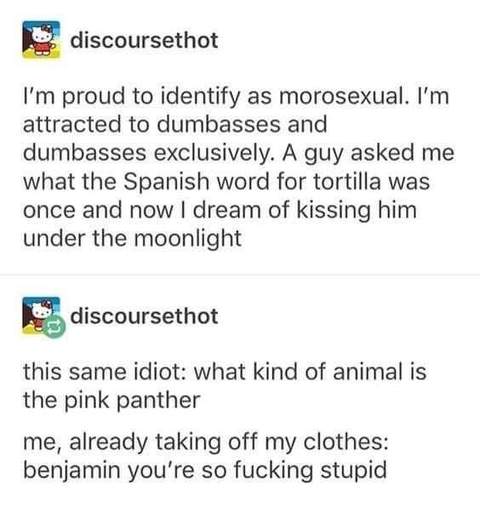 discoursethot
I'm proud to identify as morosexual. I'm
attracted to dumbasses and
dumbasses exclusively. A guy asked me
what the Spanish word for tortilla was
once and now I dream of kissing him
under the moonlight
discoursethot
this same idiot: what kind of animal is
the pink panther
me, already taking off my clothes:
benjamin you're so fucking stupid